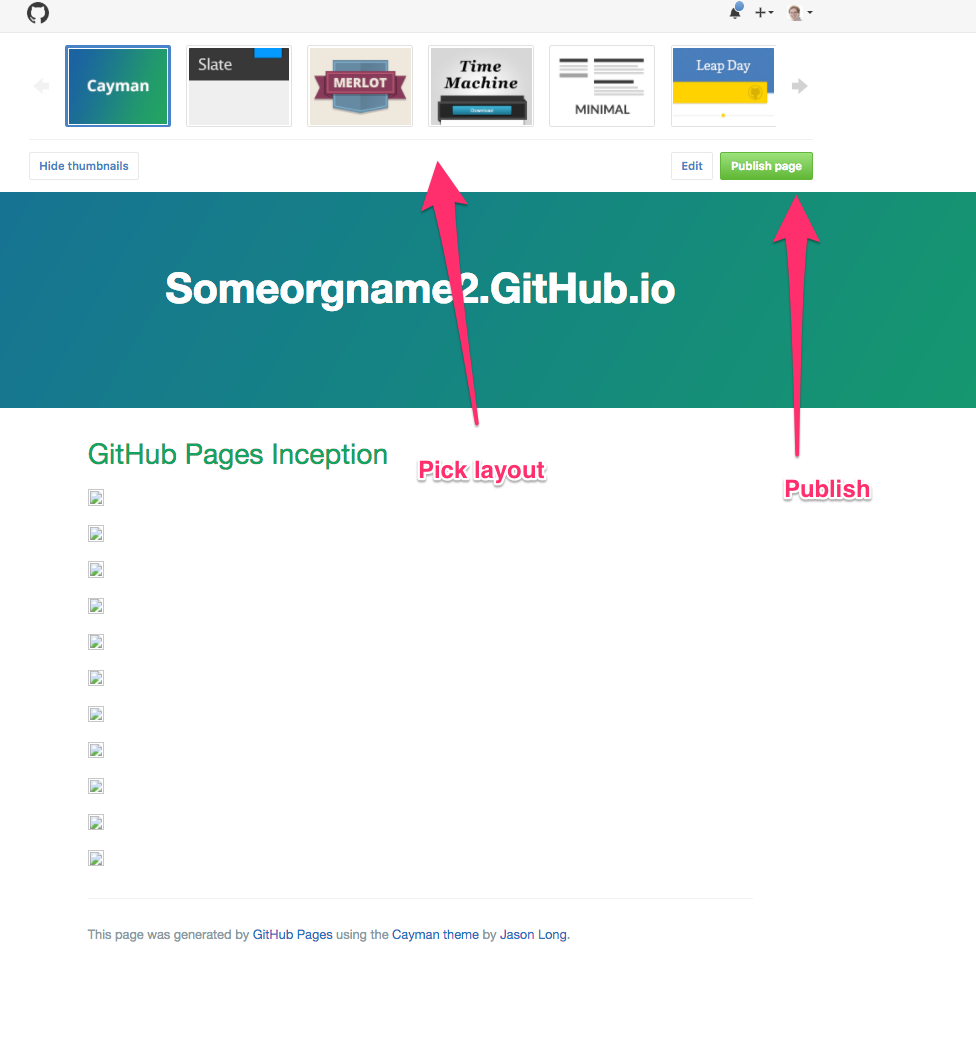 Cayman
Slate
MERLOT
Time
Machine
Download
MINIMAL
Leap Day
Hide thumbnails
Edit
Publish page
Someorgname2.GitHub.io
GitHub Pages Inception
Pick layout
Publish
This page was generated by GitHub Pages using the Cayman theme by Jason Long.